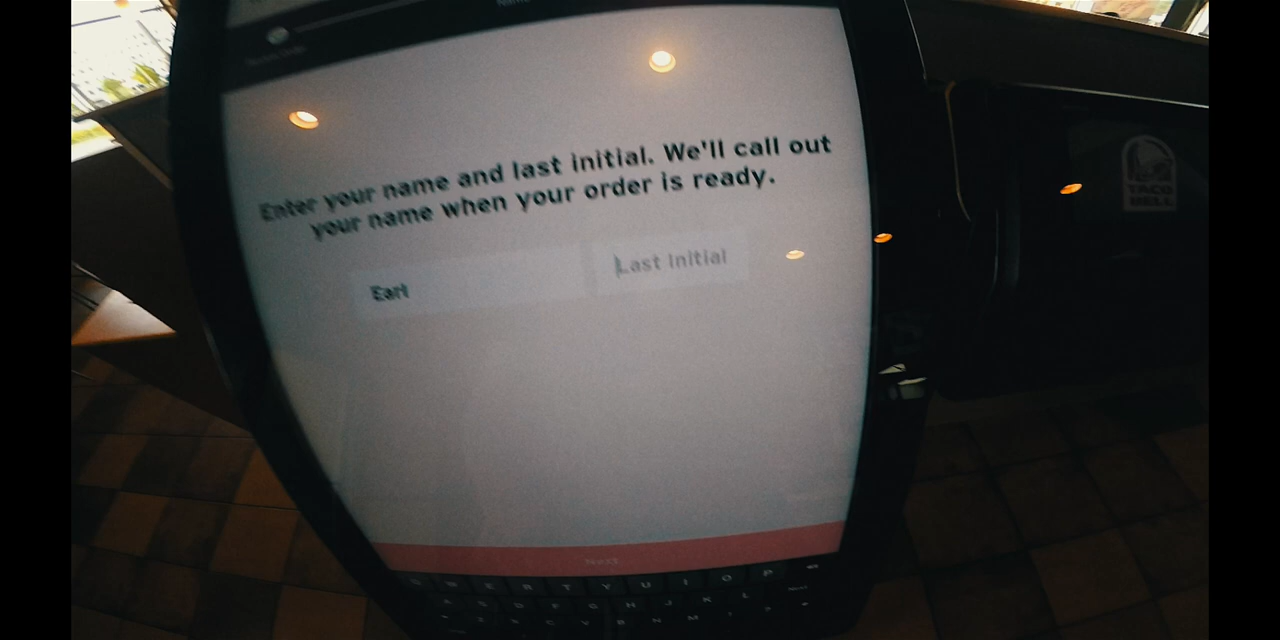 Enter your name and last initial. We'll call out
your name when your order is ready.
Earl
Last Initial
Next
TACO
BELL
E R T Y U I O P
H J K L